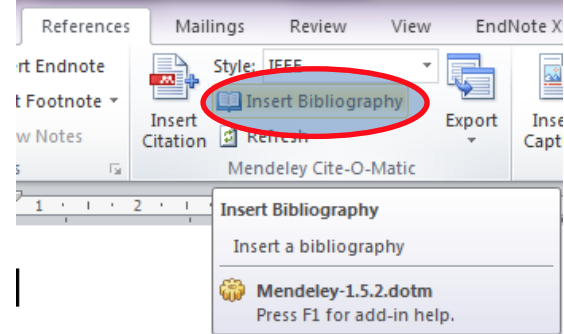 References Mailings Review View EndNote X
rt Endnote Style: IEEE
t Footnote Insert Bibliography
w Notes Insert Citation Refresh Export Inse
Capt
s Mendeley Cite-O-Matic
1 2
Insert Bibliography
Insert a bibliography
Mendeley-1.5.2.dotm
Press F1 for add-in help.